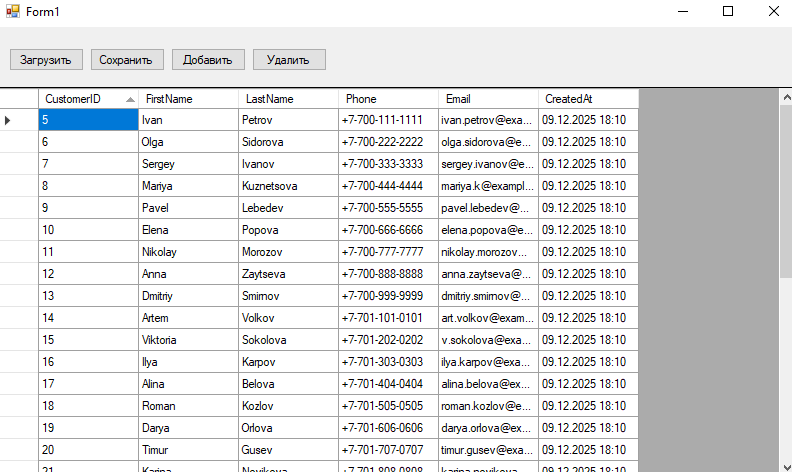 Form1
Загрузить Сохранить Добавить Удалить
CustomerID FirstName LastName Phone Email CreatedAt
5 Ivan Petrov +7-700-111-1111 ivan.petrov@exa... 09.12.2025 18:10
6 Olga Sidorova +7-700-222-2222 olga.sidorova@e... 09.12.2025 18:10
7 Sergey Ivanov +7-700-333-3333 sergey.ivanov@e... 09.12.2025 18:10
8 Mariya Kuznetsova +7-700-444-4444 mariya.k@exampl... 09.12.2025 18:10
9 Pavel Lebedev +7-700-555-5555 pavel.lebedev@... 09.12.2025 18:10
10 Elena Popova +7-700-666-6666 elena.popova@e... 09.12.2025 18:10
11 Nikolay Morozov +7-700-777-7777 nikolay.morozov... 09.12.2025 18:10
12 Anna Zaytseva +7-700-888-8888 anna.zaytseva@... 09.12.2025 18:10
13 Dmitriy Smirnov +7-700-999-9999 dmitriy.smirnov@... 09.12.2025 18:10
14 Artem Volkov +7-701-101-0101 art.volkov@exam... 09.12.2025 18:10
15 Viktoria Sokolova +7-701-202-0202 v.sokolova@exa... 09.12.2025 18:10
16 Ilya Karpov +7-701-303-0303 ilya.karpov@exa... 09.12.2025 18:10
17 Alina Belova +7-701-404-0404 alina.belova@ex... 09.12.2025 18:10
18 Roman Kozlov +7-701-505-0505 roman.kozlov@e... 09.12.2025 18:10
19 Darya Orlova +7-701-606-0606 darya.orlova@ex... 09.12.2025 18:10
20 Timur Gusev +7-701-707-0707 timur.gusev@ex... 09.12.2025 18:10
21 Karina Novikova +7-701-808-0808 karina.novikova... 09.12.2025 18:10